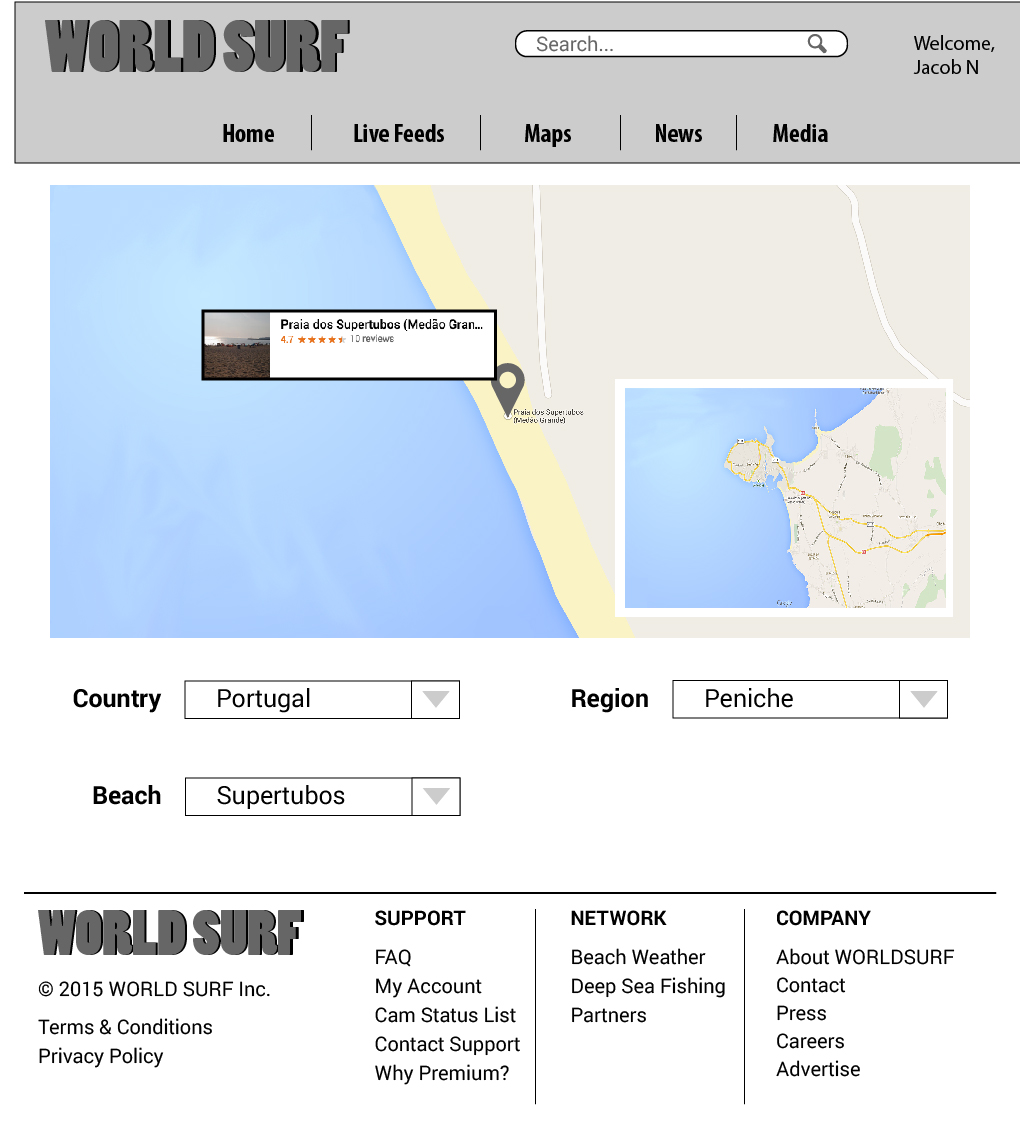 WORLD SURF
Search...
Welcome,
Jacob N
Home
Live Feeds
Maps
News
Media
Praia dos Supertubos (Medão Gran...
4.7 10 reviews
Praia dos Supertubos
(Medão Grande)
Country
Portugal
Region
Peniche
Beach
Supertubos
WORLD SURF
© 2015 WORLD SURF Inc.
Terms & Conditions
Privacy Policy
SUPPORT
FAQ
My Account
Cam Status List
Contact Support
Why Premium?
NETWORK
Beach Weather
Deep Sea Fishing
Partners
COMPANY
About WORLDSURF
Contact
Press
Careers
Advertise